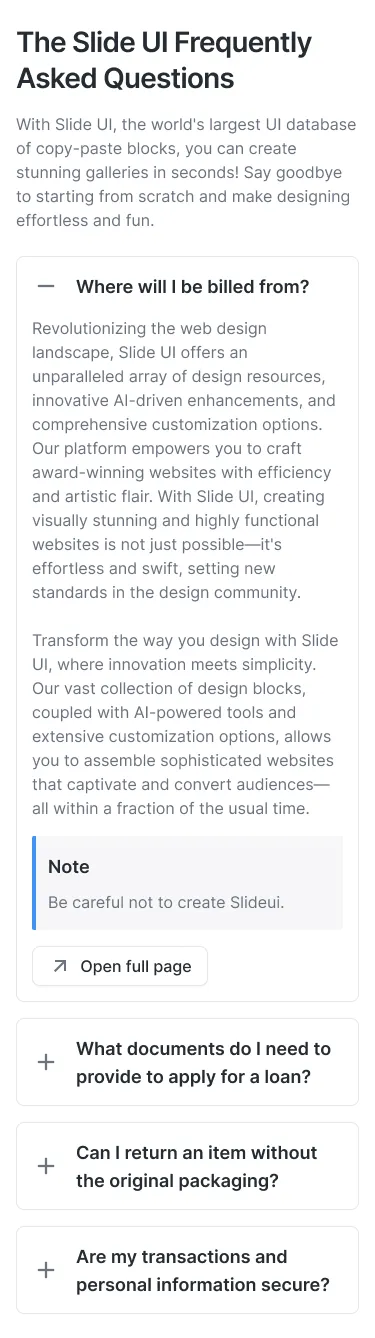 The Slide UI Frequently
Asked Questions
With Slide UI, the world's largest UI database
of copy-paste blocks, you can create
stunning galleries in seconds! Say goodbye
to starting from scratch and make designing
effortless and fun.
Where will I be billed from?
Revolutionizing the web design
landscape, Slide UI offers an
unparalleled array of design resources,
innovative AI-driven enhancements, and
comprehensive customization options.
Our platform empowers you to craft
award-winning websites with efficiency
and artistic flair. With Slide UI, creating
visually stunning and highly functional
websites is not just possible—it's
effortless and swift, setting new
standards in the design community.
Transform the way you design with Slide
UI, where innovation meets simplicity.
Our vast collection of design blocks,
coupled with AI-powered tools and
extensive customization options, allows
you to assemble sophisticated websites
that captivate and convert audiences—
all within a fraction of the usual time.
Note
Be careful not to create Slideui.
Open full page
What documents do I need to
provide to apply for a loan?
Can I return an item without
the original packaging?
Are my transactions and
personal information secure?